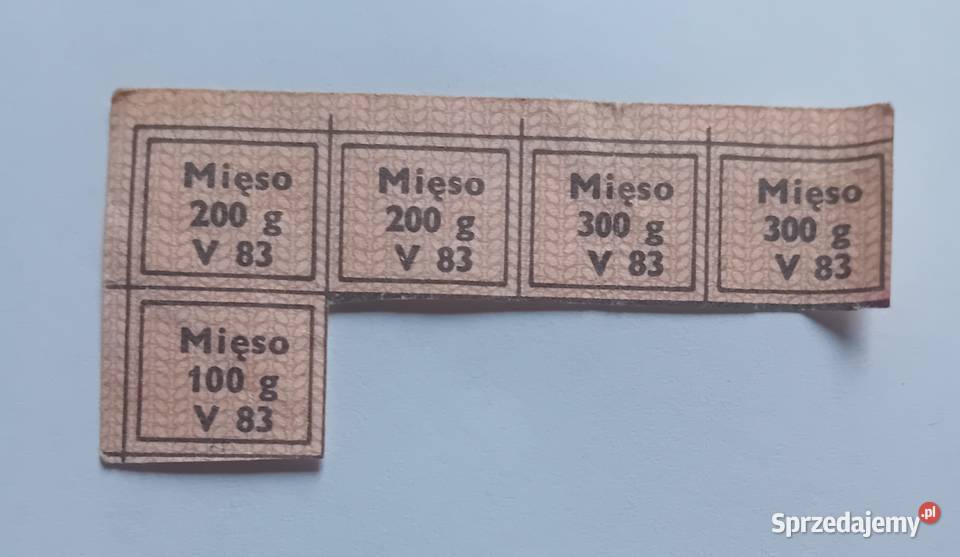 Mięso
200 g
V 83
Mięso
200 g
V 83
Mięso
300 g
V 83
Mięso
300 g
V 83
Mięso
100 g
V 83
Sprzedajemy.pl